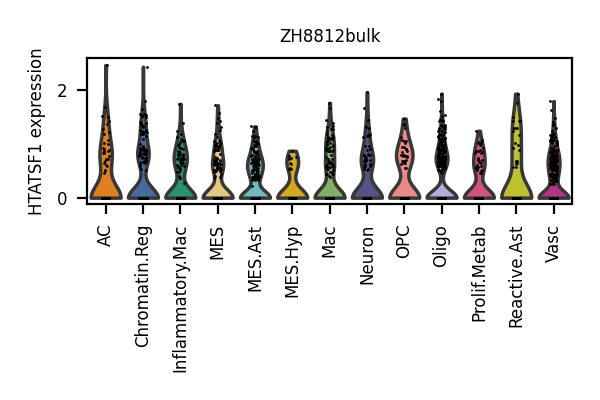 ZH8812bulk
HTATSF1 expression
2
0
AC
Chromatin.Reg
Inflammatory.Mac
MES
MES.Ast
MES.Hyp
Mac
Neuron
OPC
Oligo
Prolif.Metab
Reactive.Ast
Vasc